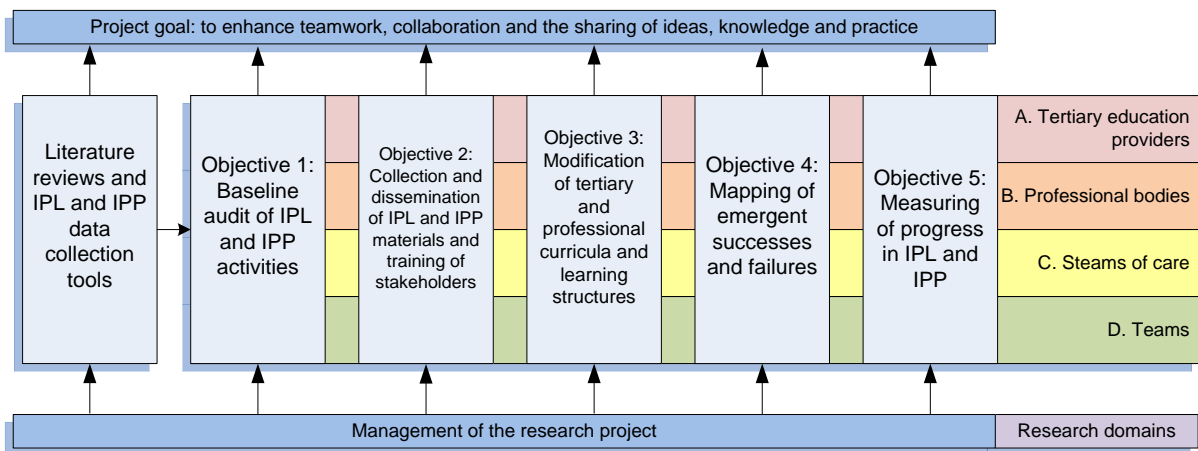 Project goal: to enhance teamwork, collaboration and the sharing of ideas, knowledge and practice
Literature
reviews and
IPL and IPP
data
collection
tools
Objective 1:
Baseline
audit of IPL
and IPP
activities
Objective 2:
Collection and
dissemination
of IPL and IPP
materials and
training of
stakeholders
Objective 3:
Modification
of tertiary
and
professional
curricula and
learning
structures
Objective 4:
Mapping of
emergent
successes
and failures
Objective 5:
Measuring
of progress
in IPL and
IPP
A. Tertiary education
providers
B. Professional bodies
C. Steams of care
D. Teams
Management of the research project
Research domains